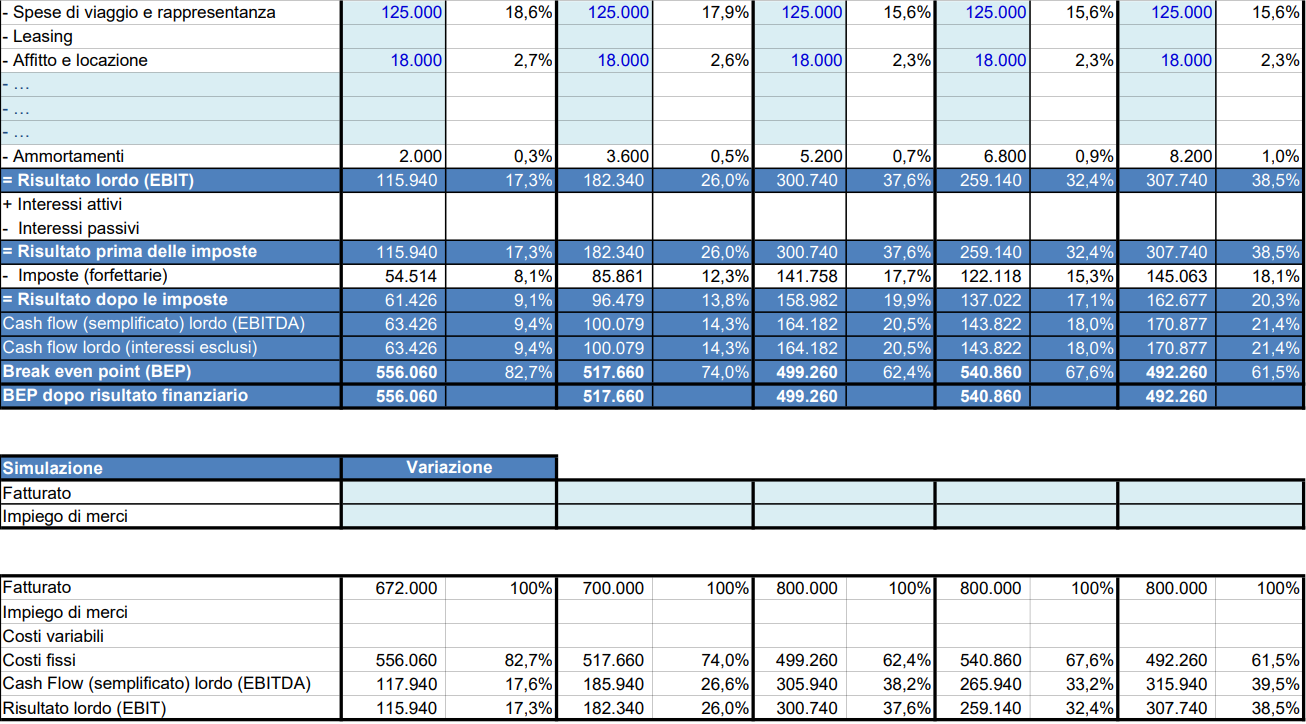 - Spese di viaggio e rappresentanza 125.000 18,6% 125.000 17,9% 125.000 15,6% 125.000 15,6% 125.000 15,6%
- Leasing
- Affitto e locazione 18.000 2,7% 18.000 2,6% 18.000 2,3% 18.000 2,3% 18.000 2,3%
- …
- …
- …
- Ammortamenti 2.000 0,3% 3.600 0,5% 5.200 0,7% 6.800 0,9% 8.200 1,0%
= Risultato lordo (EBIT) 115.940 17,3% 182.340 26,0% 300.740 37,6% 259.140 32,4% 307.740 38,5%
+ Interessi attivi
- Interessi passivi
= Risultato prima delle imposte 115.940 17,3% 182.340 26,0% 300.740 37,6% 259.140 32,4% 307.740 38,5%
- Imposte (forfettarie) 54.514 8,1% 85.861 12,3% 141.758 17,7% 122.118 15,3% 145.063 18,1%
= Risultato dopo le imposte 61.426 9,1% 96.479 13,8% 158.982 19,9% 137.022 17,1% 162.677 20,3%
Cash flow (semplificato) lordo (EBITDA) 63.426 9,4% 100.079 14,3% 164.182 20,5% 143.822 18,0% 170.877 21,4%
Cash flow lordo (interessi esclusi) 63.426 9,4% 100.079 14,3% 164.182 20,5% 143.822 18,0% 170.877 21,4%
Break even point (BEP) 556.060 82,7% 517.660 74,0% 499.260 62,4% 540.860 67,6% 492.260 61,5%
BEP dopo risultato finanziario 556.060 517.660 499.260 540.860 492.260
Simulazione Variazione
Fatturato
Impiego di merci
Fatturato 672.000 100% 700.000 100% 800.000 100% 800.000 100% 800.000 100%
Impiego di merci
Costi variabili
Costi fissi 556.060 82,7% 517.660 74,0% 499.260 62,4% 540.860 67,6% 492.260 61,5%
Cash Flow (semplificato) lordo (EBITDA) 117.940 17,6% 185.940 26,6% 305.940 38,2% 265.940 33,2% 315.940 39,5%
Risultato lordo (EBIT) 115.940 17,3% 182.340 26,0% 300.740 37,6% 259.140 32,4% 307.740 38,5%